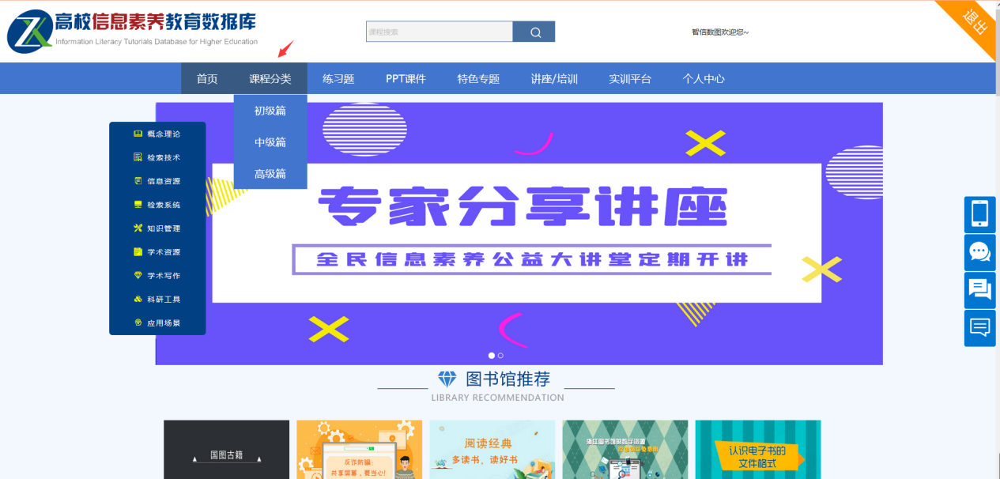 高校信息素养教育数据库
Information Literacy Tutorials Database for Higher Education
课程搜索
智信数图欢迎您~
退出
首页
课程分类
练习题
PPT课件
特色专题
讲座/培训
实训平台
个人中心
初级篇
中级篇
高级篇
概念理论
检索技术
信息资源
检索系统
知识管理
学术资源
学术写作
科研工具
应用场景
专家分享讲座
全民信息素养公益大讲堂定期开讲
图书馆推荐
LIBRARY RECOMMENDATION
国图古籍
反诈防骗:
共享屏幕,要当心!
阅读经典
多读书、读好书
认识电子书的
文件格式